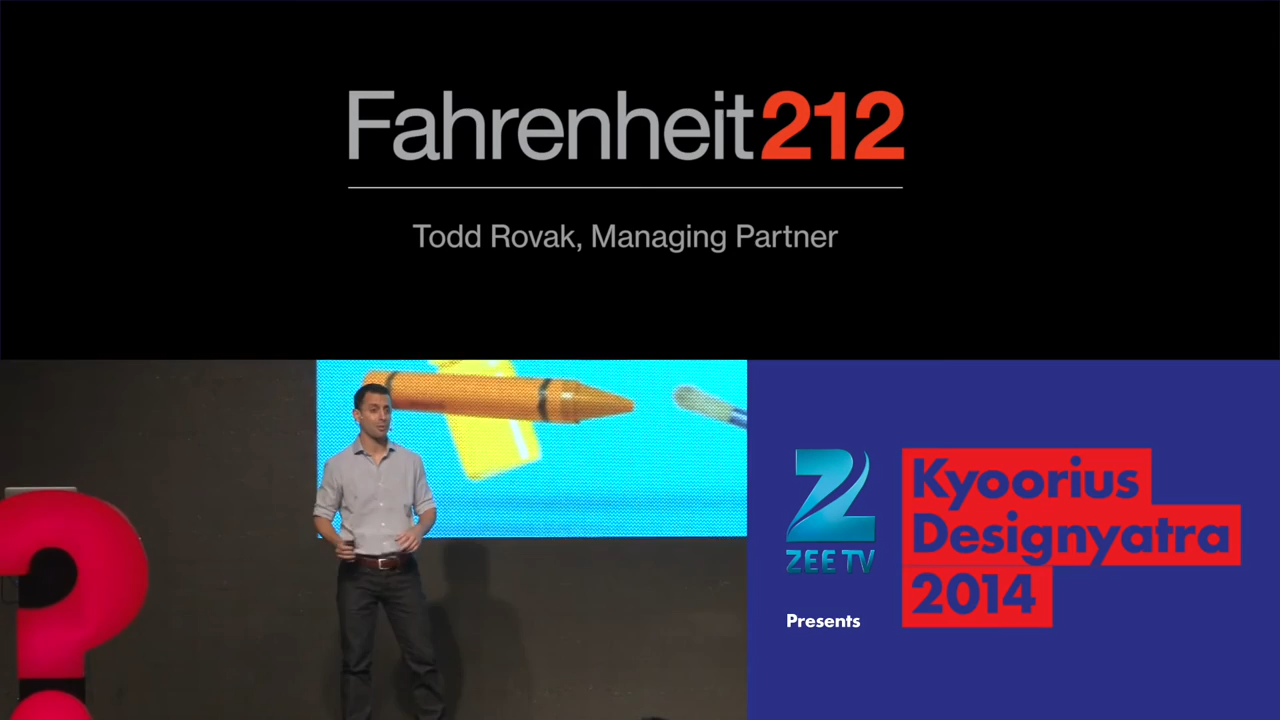 Fahrenheit212
Todd Rovak, Managing Partner
ZEE TV
Presents
Kyoorius
Designyatra
2014